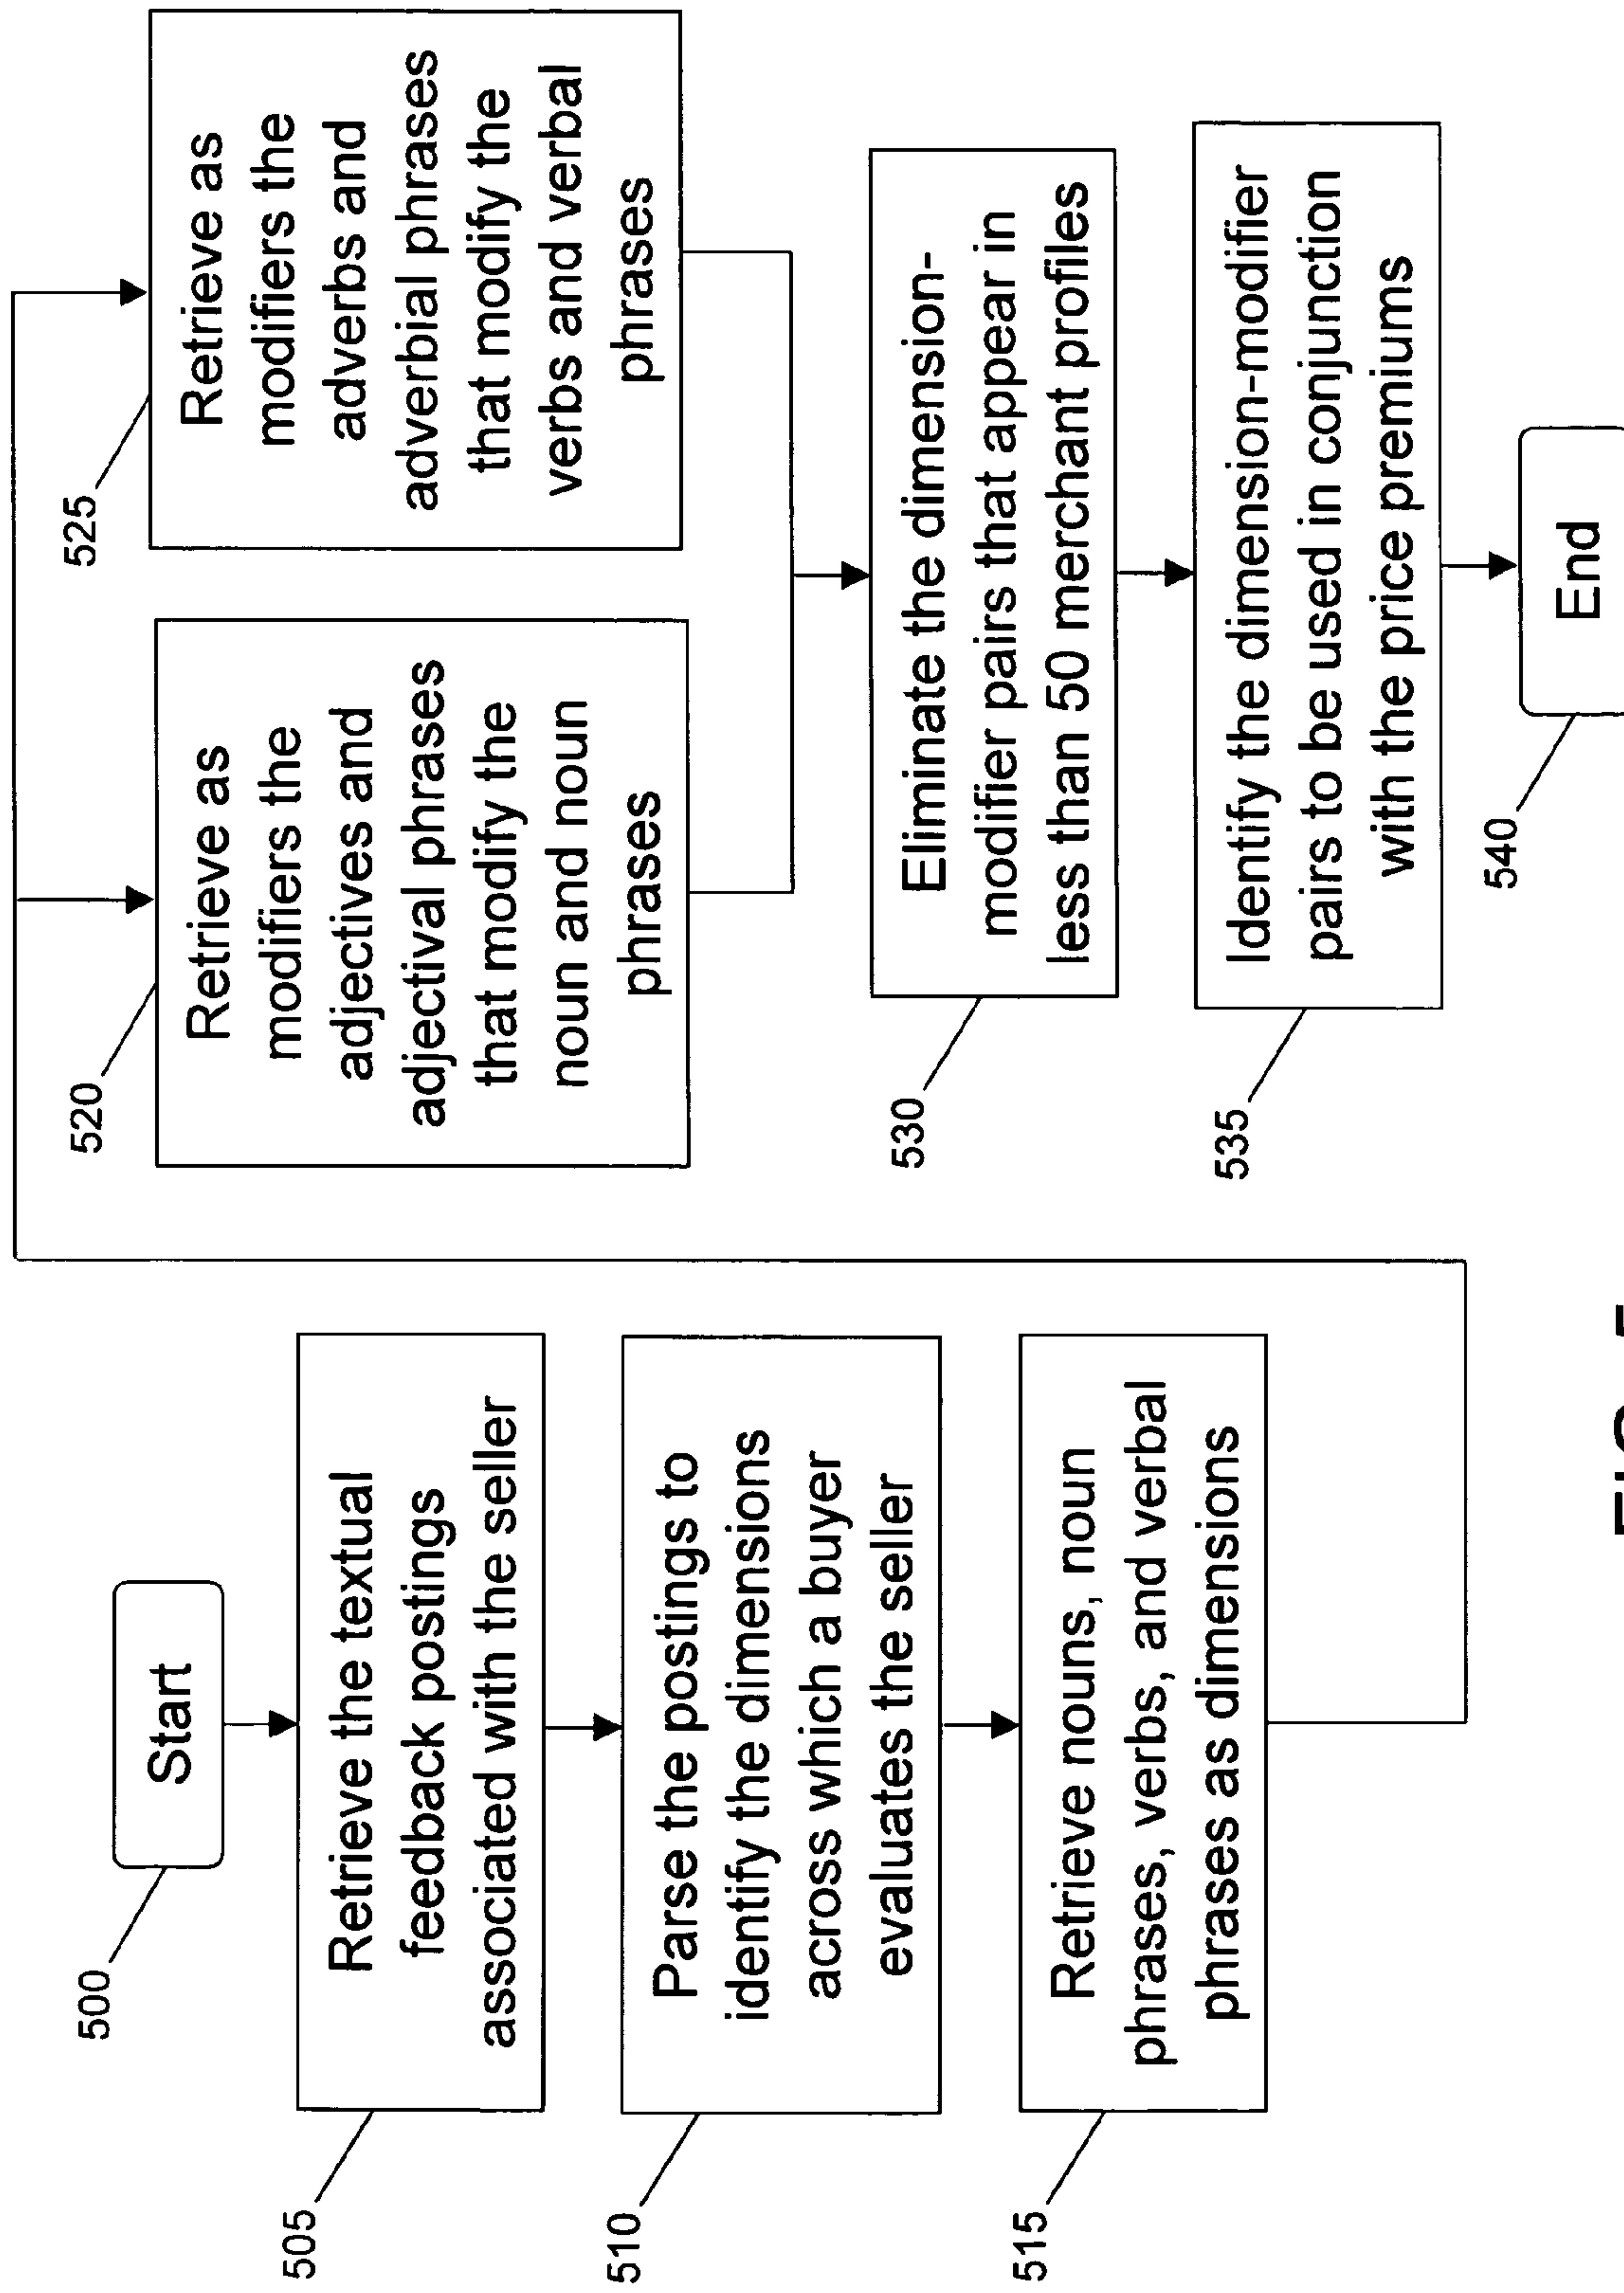 500
Start
505
Retrieve the textual
feedback postings
associated with the seller
510
Parse the postings to
identify the dimensions
across which a buyer
evaluates the seller
515
Retrieve nouns, noun
phrases, verbs, and verbal
phrases as dimensions
520
Retrieve as
modifiers the
adjectives and
adjectival phrases
that modify the
noun and noun
phrases
525
Retrieve as
modifiers the
adverbs and
adverbial phrases
that modify the
verbs and verbal
phrases
530
Eliminate the dimension-
modifier pairs that appear in
less than 50 merchant profiles
535
Identify the dimension-modifier
pairs to be used in conjunction
with the price premiums
540
End